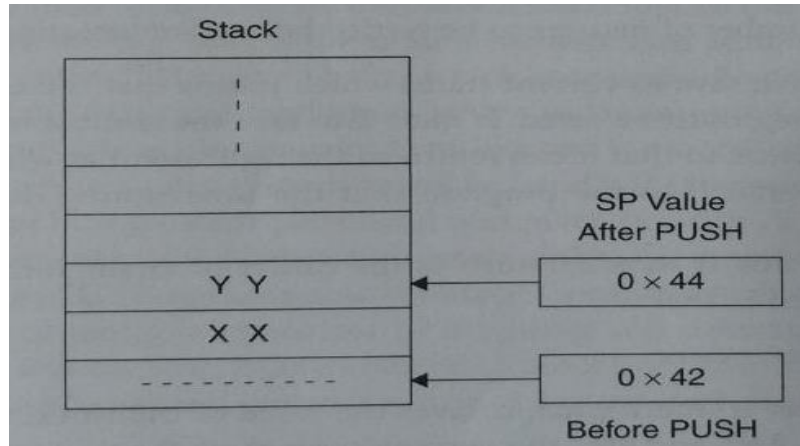 Stack
SP Value
After PUSH
Y Y
0 × 44
X X
0 × 42
Before PUSH